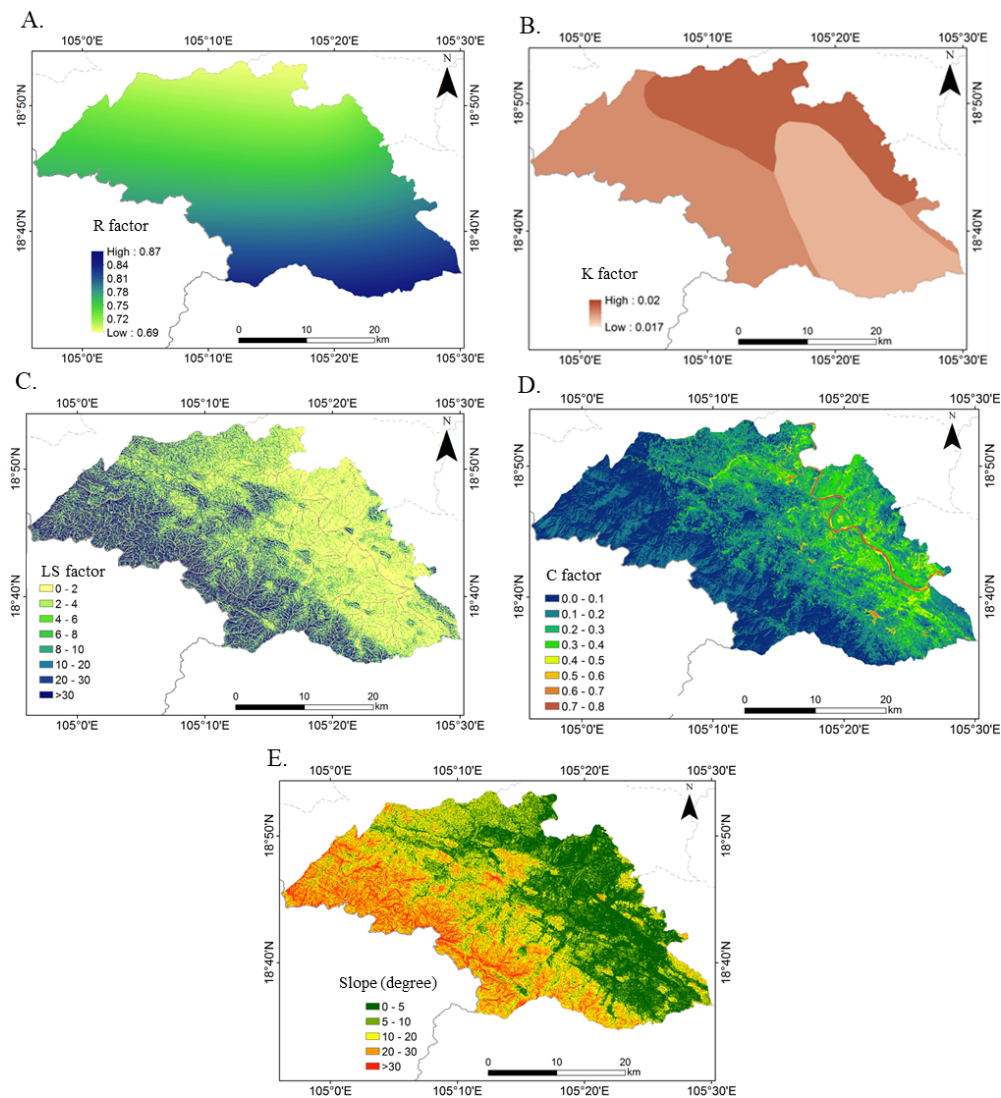 A.
105°0'E 105°10'E 105°20'E 105°30'E
N
18°50'N 18°50'N
18°40'N 18°40'N
R factor
High : 0.87
0.84
0.81
0.78
0.75
0.72
Low : 0.69
0 10 20
km
105°0'E 105°10'E 105°20'E 105°30'E
B.
105°0'E 105°10'E 105°20'E 105°30'E
N
18°50'N 18°50'N
18°40'N 18°40'N
K factor
High : 0.02
Low : 0.017
0 10 20
km
105°0'E 105°10'E 105°20'E 105°30'E
C.
105°0'E 105°10'E 105°20'E 105°30'E
N
18°50'N 18°50'N
18°40'N 18°40'N
LS factor
0 - 2
2 - 4
4 - 6
6 - 8
8 - 10
10 - 20
20 - 30
>30
0 10 20
km
105°0'E 105°10'E 105°20'E 105°30'E
D.
105°0'E 105°10'E 105°20'E 105°30'E
N
18°50'N 18°50'N
18°40'N 18°40'N
C factor
0.0 - 0.1
0.1 - 0.2
0.2 - 0.3
0.3 - 0.4
0.4 - 0.5
0.5 - 0.6
0.6 - 0.7
0.7 - 0.8
0 10 20
km
105°0'E 105°10'E 105°20'E 105°30'E
E.
105°0'E 105°10'E 105°20'E 105°30'E
N
18°50'N 18°50'N
18°40'N 18°40'N
Slope (degree)
0 - 5
5 - 10
10 - 20
20 - 30
>30
0 10 20
km
105°0'E 105°10'E 105°20'E 105°30'E